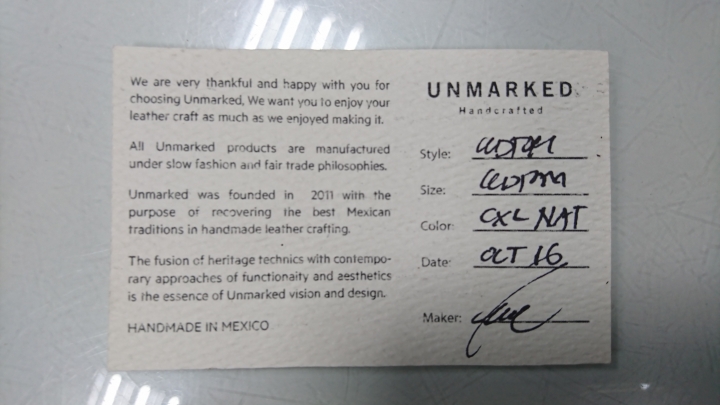 We are very thankful and happy with you for
choosing Unmarked. We want you to enjoy your
leather craft as much as we enjoyed making it.
All Unmarked products are manufactured
under slow fashion and fair trade philosophies.
Unmarked was founded in 2011 with the
purpose of recovering the best Mexican
traditions in handmade leather crafting.
The fusion of heritage technics with contempo-
rary approaches of functionaity and aesthetics
is the essence of Unmarked vision and design.
HANDMADE IN MEXICO
UNMARKED
Handcrafted
Style:
Size:
Color: CXL NAT
Date: OCT 16
Maker: